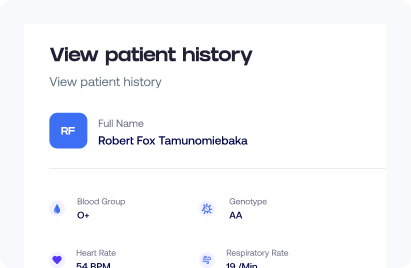 View patient history
View patient history
RF
Full Name
Robert Fox Tamunomiebaka
Blood Group
O+
Genotype
AA
Heart Rate
54 BPM
Respiratory Rate
19 /Min